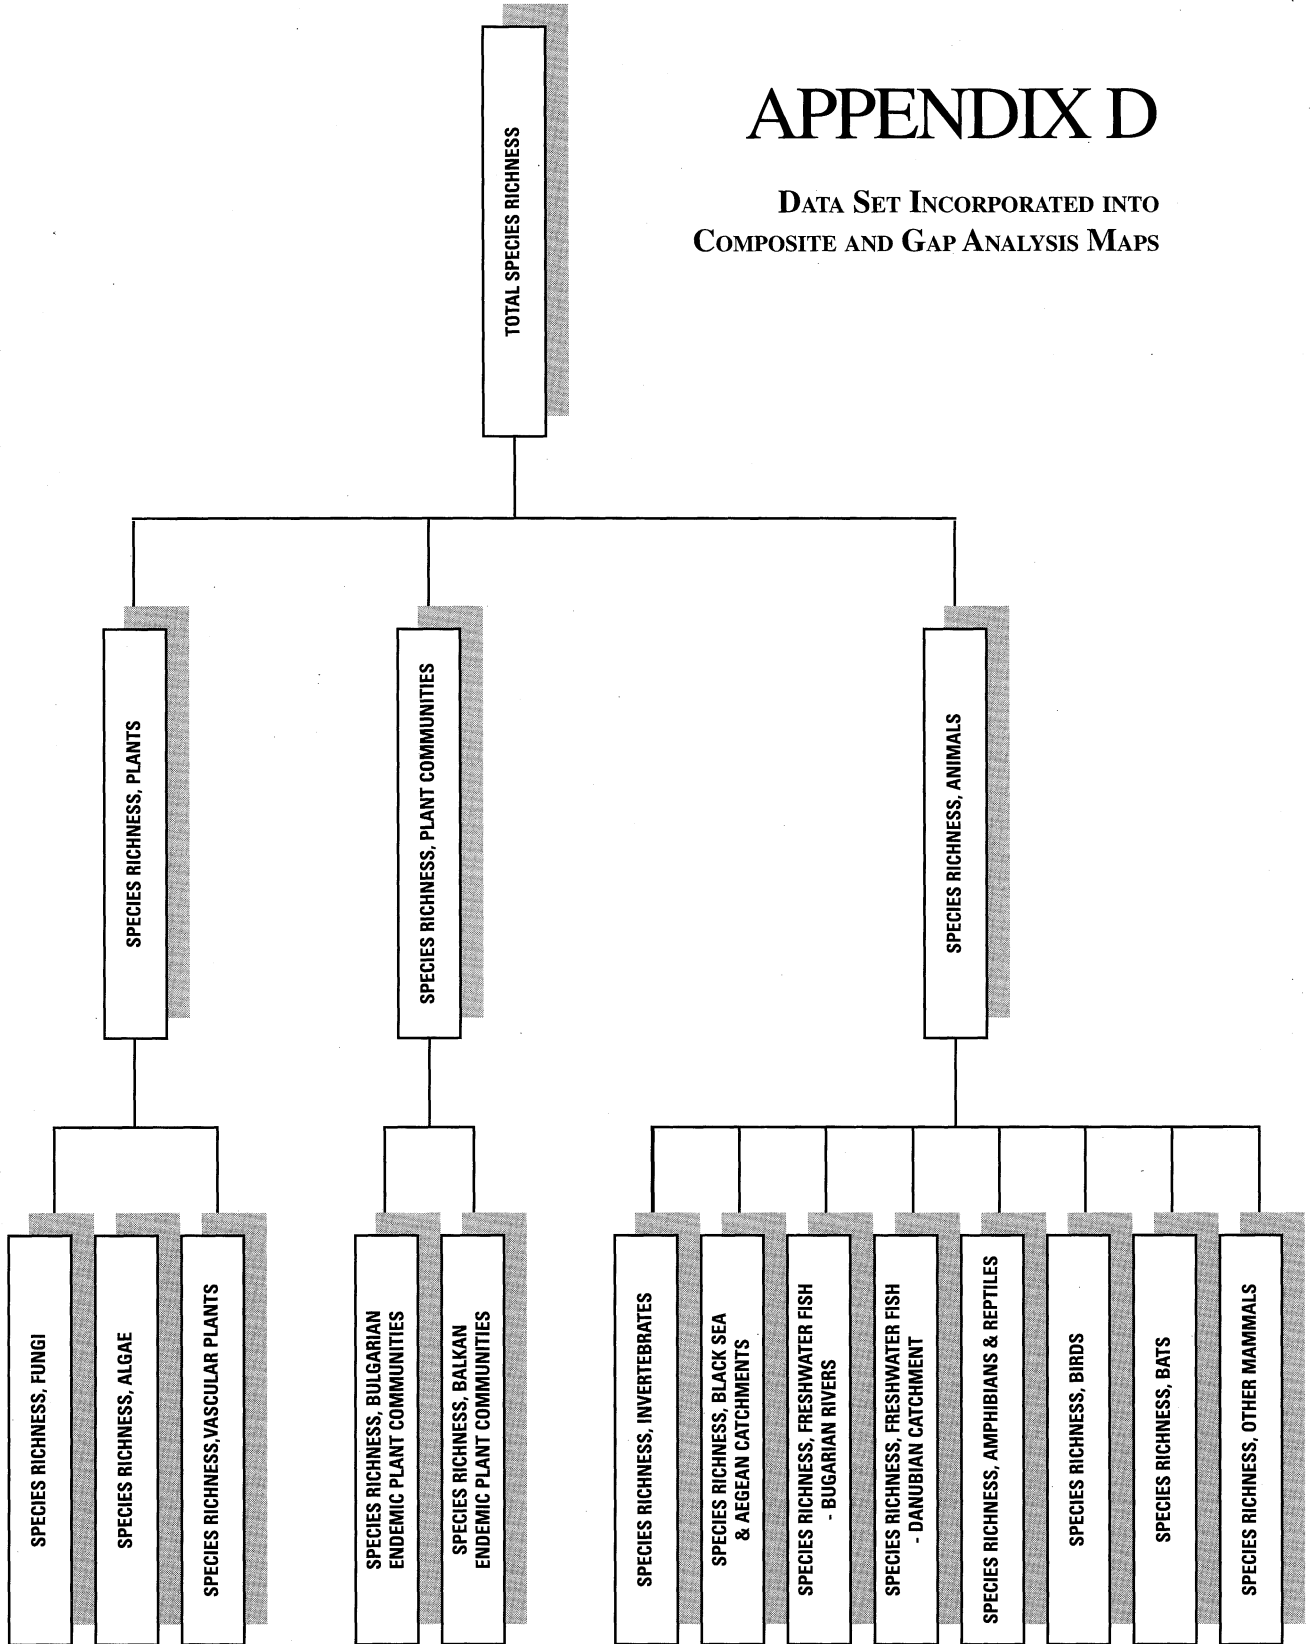 APPENDIX D
DATA SET INCORPORATED INTO
COMPOSITE AND GAP ANALYSIS MAPS
TOTAL SPECIES RICHNESS
SPECIES RICHNESS, PLANTS
SPECIES RICHNESS, PLANT COMMUNITIES
SPECIES RICHNESS, ANIMALS
SPECIES RICHNESS, FUNGI
SPECIES RICHNESS, ALGAE
SPECIES RICHNESS,VASCULAR PLANTS
SPECIES RICHNESS, BULGARIAN
ENDEMIC PLANT COMMUNITIES
SPECIES RICHNESS, BALKAN
ENDEMIC PLANT COMMUNITIES
SPECIES RICHNESS, INVERTEBRATES
SPECIES RICHNESS, BLACK SEA
& AEGEAN CATCHMENTS
SPECIES RICHNESS, FRESHWATER FISH
- BUGARIAN RIVERS
SPECIES RICHNESS, FRESHWATER FISH
- DANUBIAN CATCHMENT
SPECIES RICHNESS, AMPHIBIANS & REPTILES
SPECIES RICHNESS, BIRDS
SPECIES RICHNESS, BATS
SPECIES RICHNESS, OTHER MAMMALS